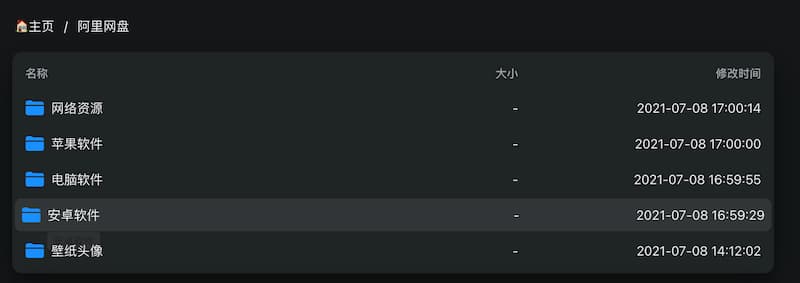 🏠主页 / 阿里网盘
名称 大小 修改时间
网络资源 - 2021-07-08 17:00:14
苹果软件 - 2021-07-08 17:00:00
电脑软件 - 2021-07-08 16:59:55
安卓软件 - 2021-07-08 16:59:29
壁纸头像 - 2021-07-08 14:12:02